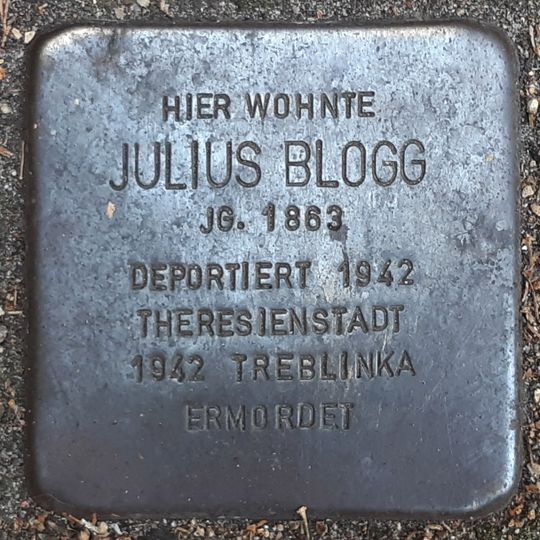 HIER WOHNTE
JULIUS BLOGG
JG. 1863
DEPORTIERT 1942
THERESIENSTADT
1942 TREBLINKA
ERMORDET